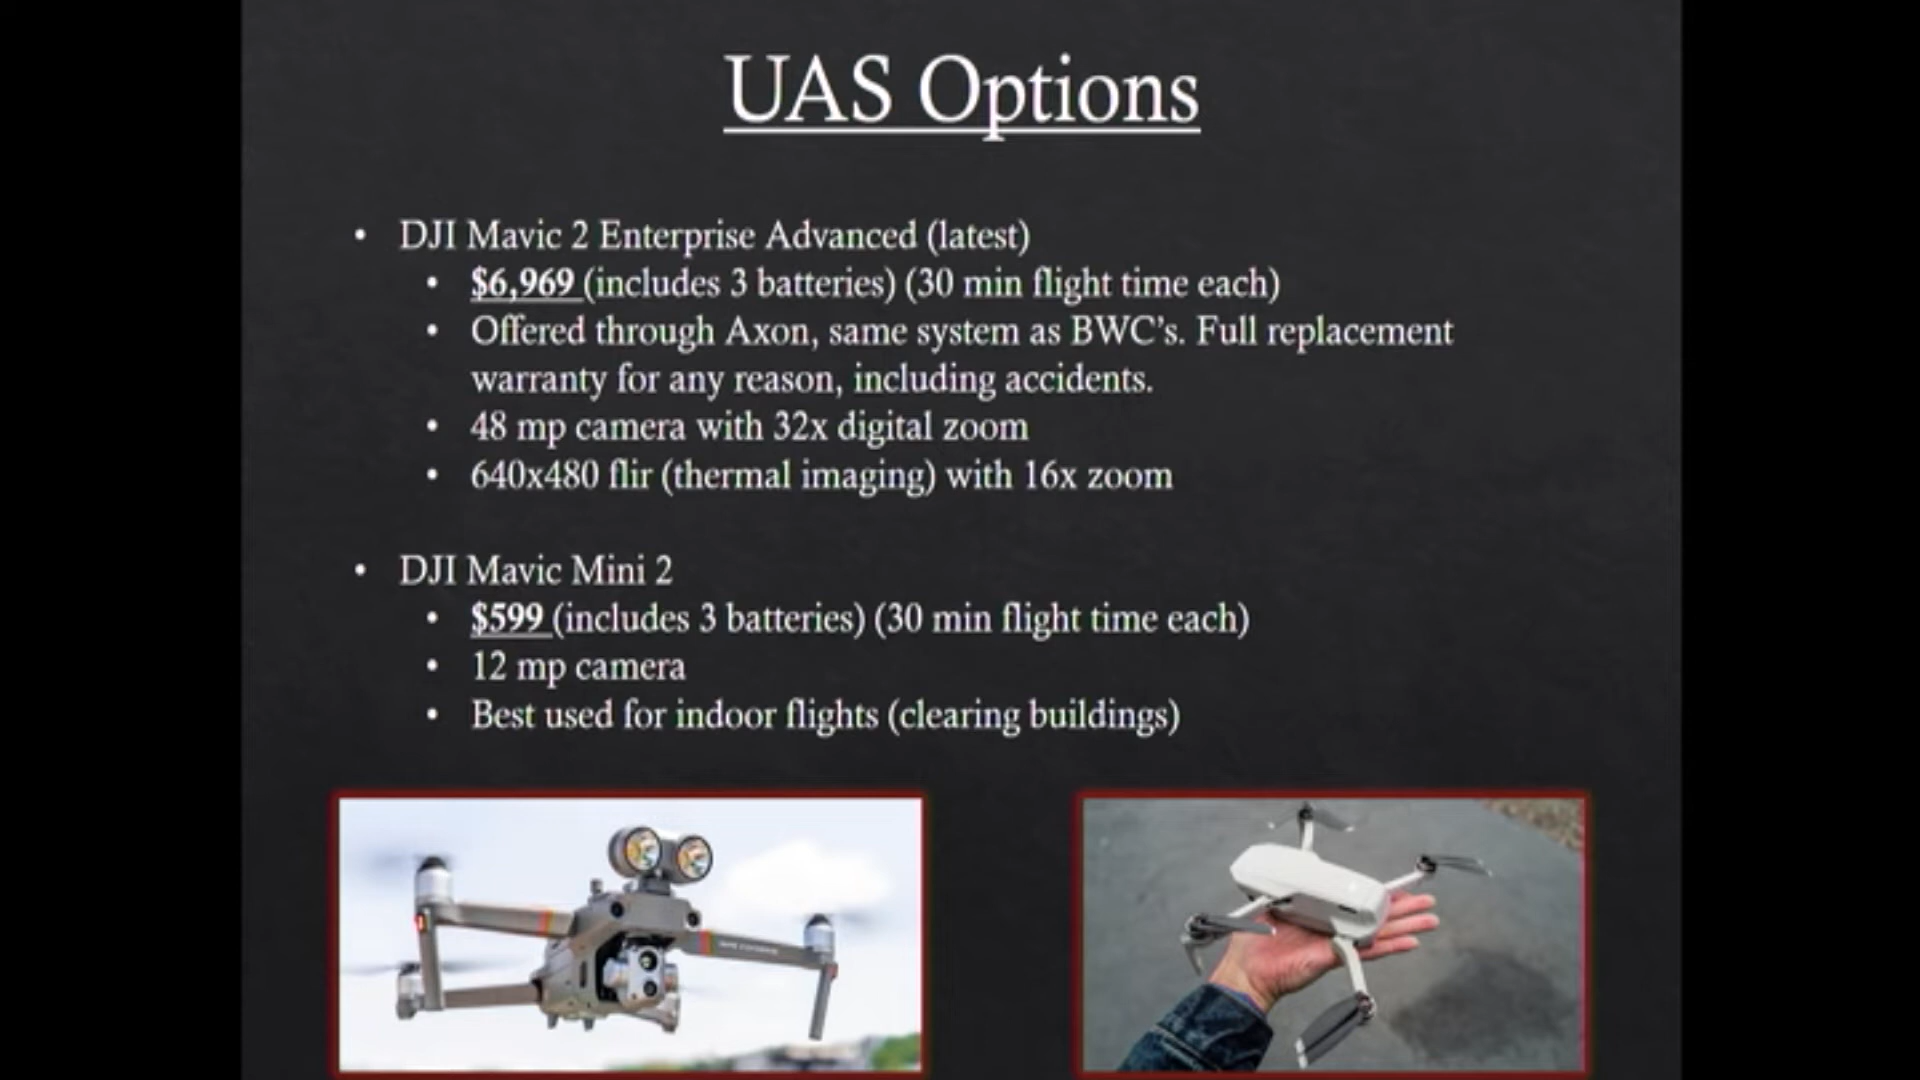 UAS Options
• DJI Mavic 2 Enterprise Advanced (latest)
• $6,969 (includes 3 batteries) (30 min flight time each)
• Offered through Axon, same system as BWC's. Full replacement
warranty for any reason, including accidents.
• 48 mp camera with 32x digital zoom
• 640x480 flir (thermal imaging) with 16x zoom
• DJI Mavic Mini 2
• $599 (includes 3 batteries) (30 min flight time each)
• 12 mp camera
• Best used for indoor flights (clearing buildings)